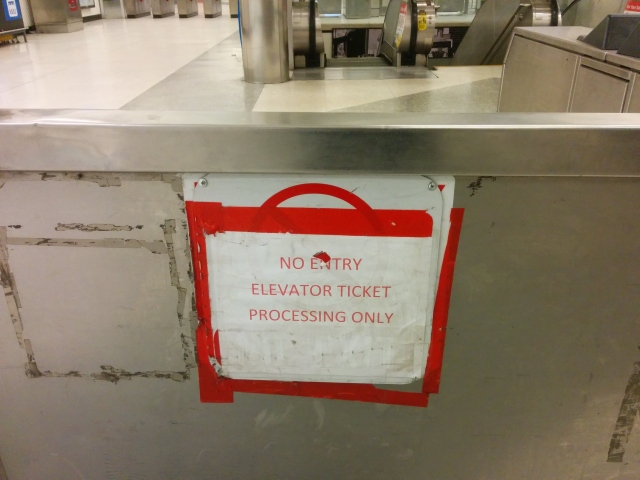 NO ENTRY
ELEVATOR TICKET
PROCESSING ONLY